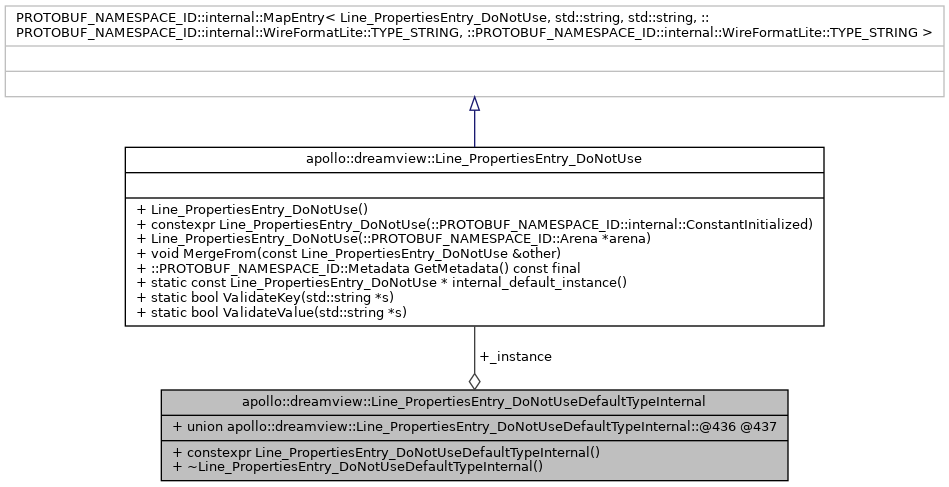 PROTOBUF_NAMESPACE_ID::internal::MapEntry< Line_PropertiesEntry_DoNotUse, std::string, std::string, ::
PROTOBUF_NAMESPACE_ID::internal::WireFormatLite::TYPE_STRING, ::PROTOBUF_NAMESPACE_ID::internal::WireFormatLite::TYPE_STRING >
apollo::dreamview::Line_PropertiesEntry_DoNotUse
+ Line_PropertiesEntry_DoNotUse()
+ constexpr Line_PropertiesEntry_DoNotUse(::PROTOBUF_NAMESPACE_ID::internal::ConstantInitialized)
+ Line_PropertiesEntry_DoNotUse(::PROTOBUF_NAMESPACE_ID::Arena *arena)
+ void MergeFrom(const Line_PropertiesEntry_DoNotUse &other)
+ ::PROTOBUF_NAMESPACE_ID::Metadata GetMetadata() const final
+ static const Line_PropertiesEntry_DoNotUse * internal_default_instance()
+ static bool ValidateKey(std::string *s)
+ static bool ValidateValue(std::string *s)
+_instance
apollo::dreamview::Line_PropertiesEntry_DoNotUseDefaultTypeInternal
+ union apollo::dreamview::Line_PropertiesEntry_DoNotUseDefaultTypeInternal::@436 @437
+ constexpr Line_PropertiesEntry_DoNotUseDefaultTypeInternal()
+ ~Line_PropertiesEntry_DoNotUseDefaultTypeInternal()